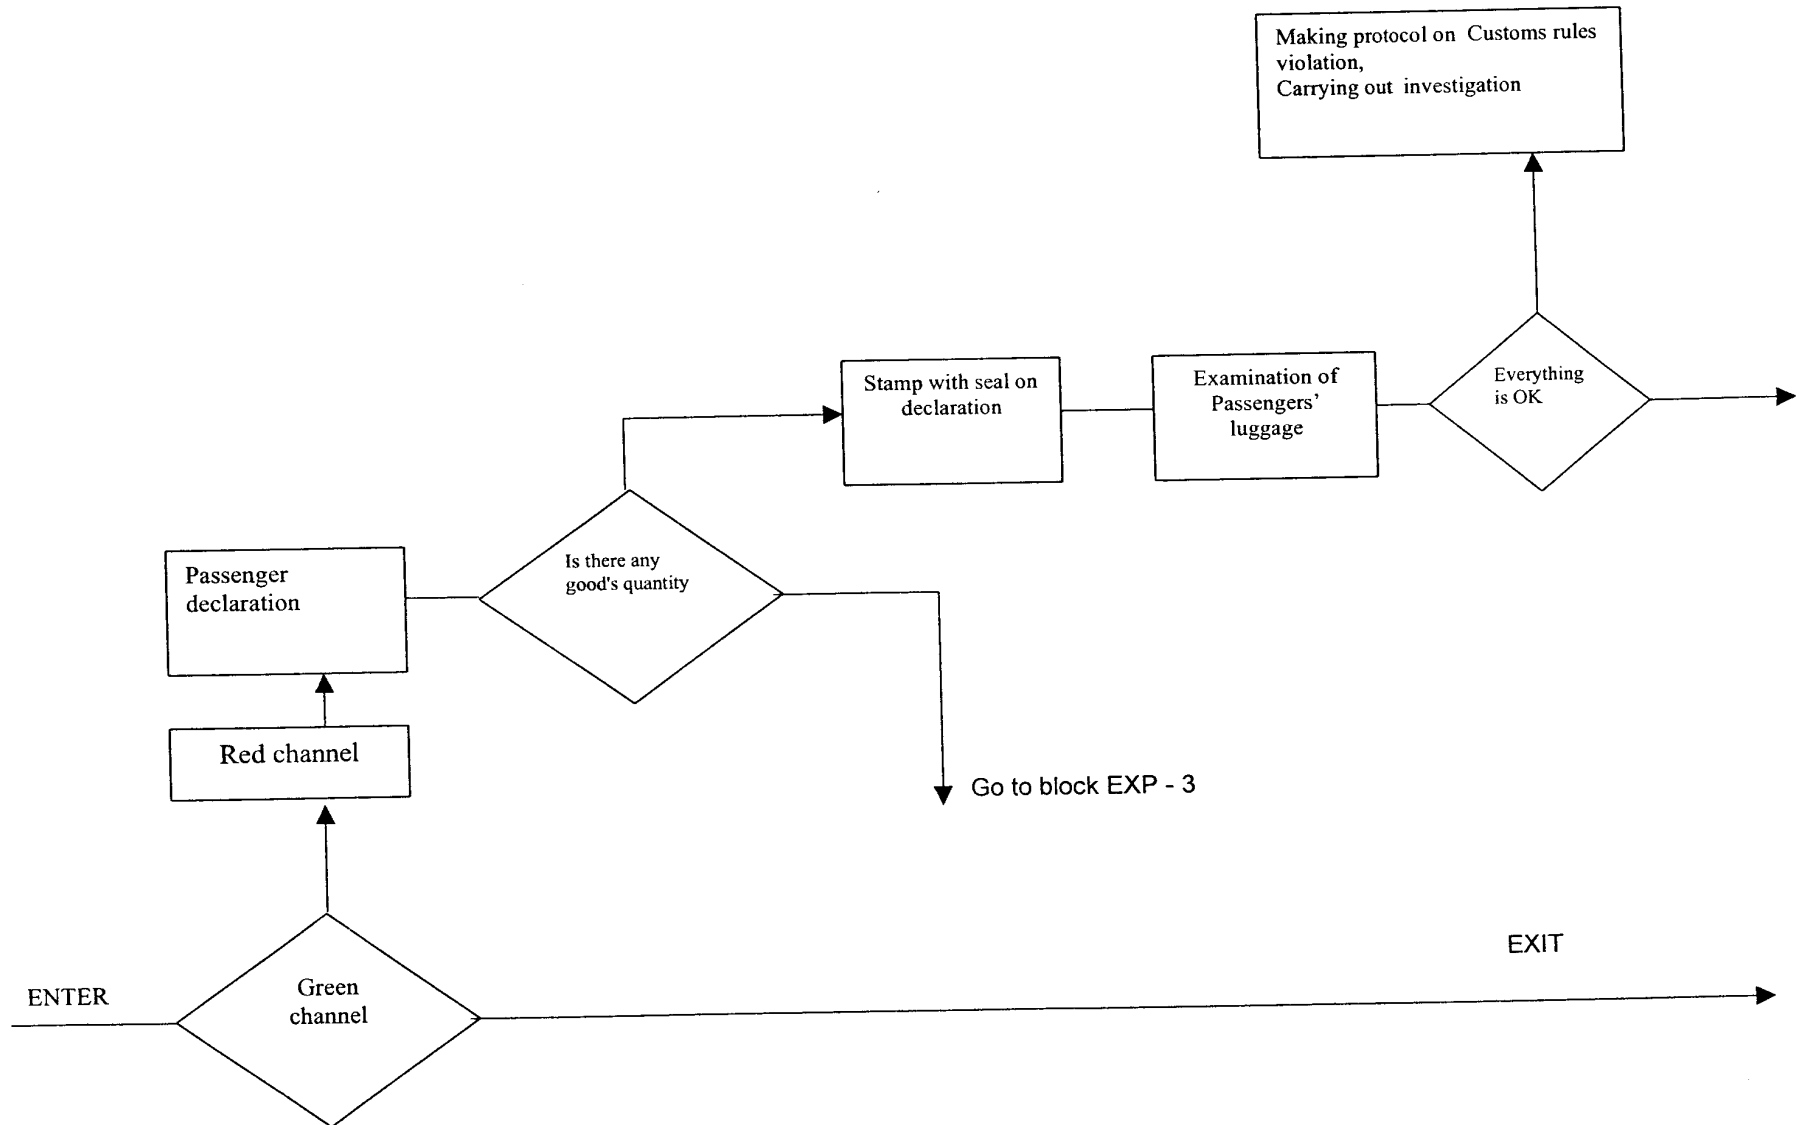 Making protocol on Customs rules
violation,
Carrying out investigation
Stamp with seal on
declaration
Examination of
Passengers’
luggage
Everything
is OK
Passenger
declaration
Is there any
good's quantity
Red channel
Go to block EXP - 3
EXIT
ENTER
Green
channel